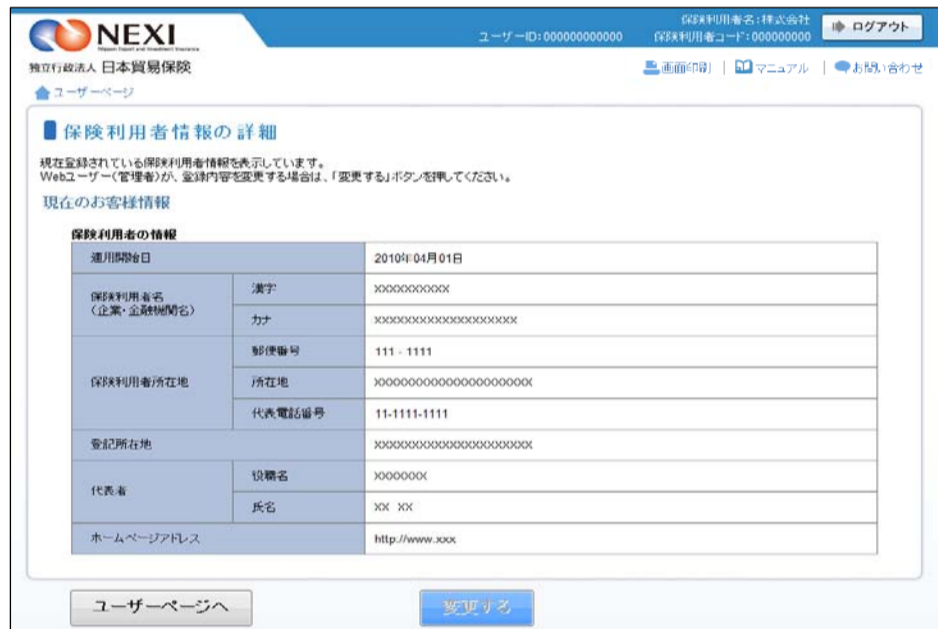 NEXI
Nippon Export and Investment Insurance
独立行政法人 日本貿易保険
ユーザーID:000000000000
保険利用者名:株式会社
保険利用者コード:000000000
ログアウト
画面印刷 | マニュアル | お問い合わせ
ユーザーページ
保険利用者情報の詳細
現在登録されている保険利用者情報を表示しています。
Webユーザー(管理者)が、登録内容を変更する場合は、「変更する」ボタンを押してください。
現在のお客様情報
保険利用者の情報
適用開始日 2010年04月01日
保険利用者名
(企業・金融機関名)
漢字 XXXXXXXXXX
カナ XXXXXXXXXXXXXXXXXXX
保険利用者所在地
郵便番号 111 - 1111
所在地 XXXXXXXXXXXXXXXXXXXXX
代表電話番号 11-1111-1111
登記所在地 XXXXXXXXXXXXXXXXXXXXX
代表者
役職名 XXXXXXX
氏名 XX XX
ホームページアドレス http://www.xxx
ユーザーページへ
変更する